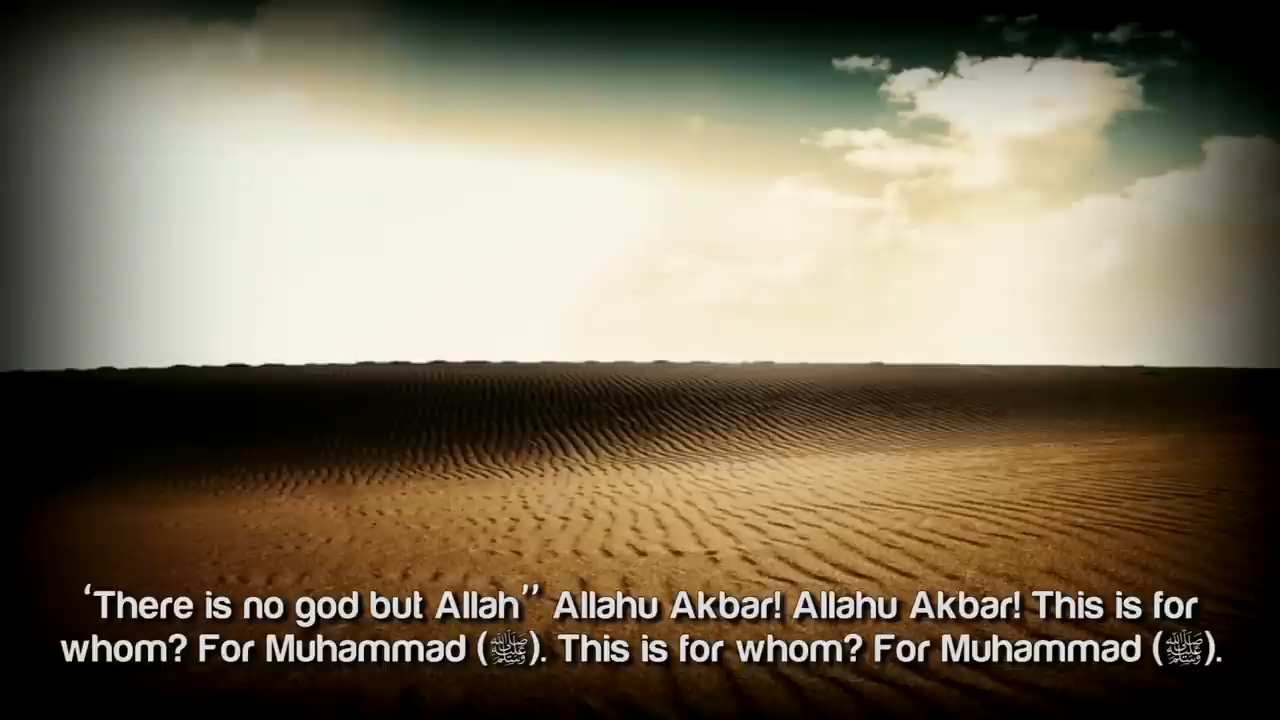 ‘There is no god but Allah’’ Allahu Akbar! Allahu Akbar! This is for
whom? For Muhammad (ﷺ). This is for whom? For Muhammad (ﷺ).